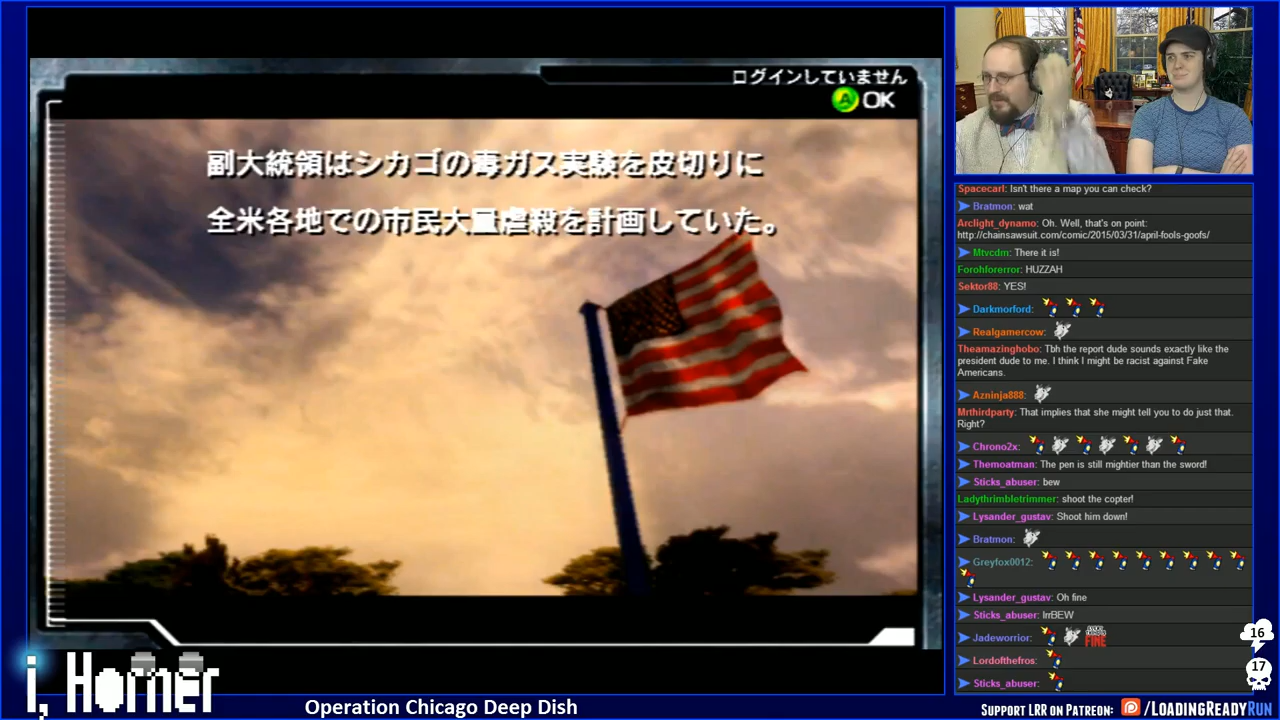 ログインしていません
A OK
副大統領はシカゴの毒ガス実験を皮切りに
全米各地での市民大量虐殺を計画していた。
Spacecarl: Isn't there a map you can check?
Bratmon: wat
Arclight_dynamo: Oh. Well, that's on point:
http://chainsawsuit.com/comic/2015/03/31/april-fools-goofs/
Mtvcdm: There it is!
Forohforerror: HUZZAH
Sektor88: YES!
Darkmorford:
Realgamercow:
Theamazinghobo: Tbh the report dude sounds exactly like the
president dude to me. I think I might be racist against Fake
Americans.
Azninja888:
Mrthirdparty: That implies that she might tell you to do just that.
Right?
Chrono2x:
Themoatman: The pen is still mightier than the sword!
Sticks_abuser: bew
Ladythrimbletrimmer: shoot the copter!
Lysander_gustav: Shoot him down!
Bratmon:
Greyfox0012:
Lysander_gustav: Oh fine
Sticks_abuser: IrrBEW
Jadeworrior: FINE
Lordofthefros:
Sticks_abuser:
16
17
i, Horner
Operation Chicago Deep Dish
SUPPORT LRR ON PATREON: /LOADINGREADYRUN